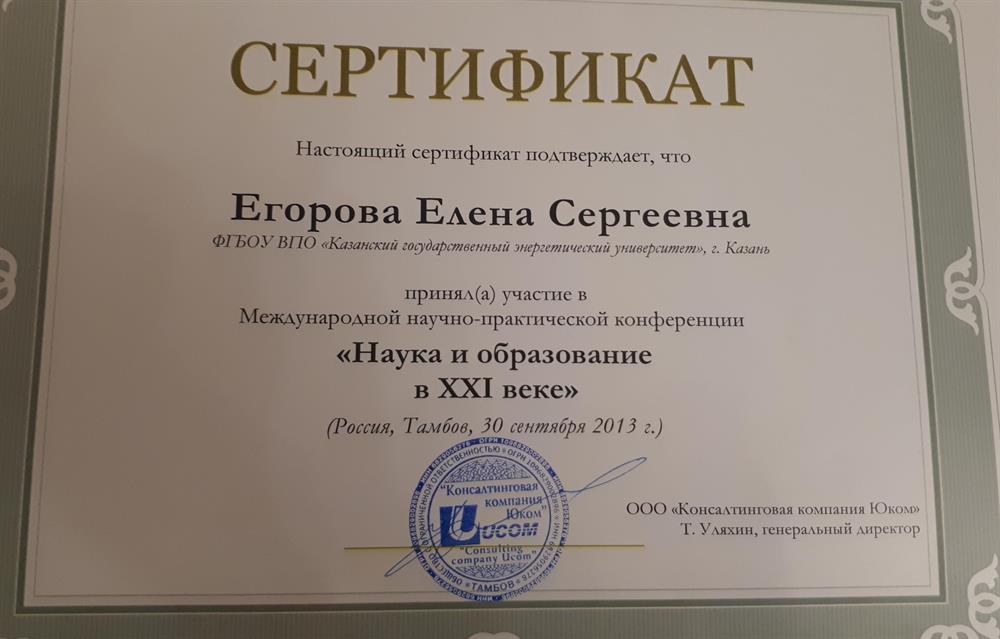 СЕРТИФИКАТ
Настоящий сертификат подтверждает, что
Егорова Елена Сергеевна
ФГБОУ ВПО «Казанский государственный энергетический университет», г. Казань
принял(а) участие в
Международной научно-практической конференции
«Наука и образование
в XXI веке»
(Россия, Тамбов, 30 сентября 2013 г.)
"Консалтинговая
компания
Юком"
UCOM
"Consulting
company Ucom"
ТАМБОВ
ООО «Консалтинговая компания Юком»
Т. Уляхин, генеральный директор